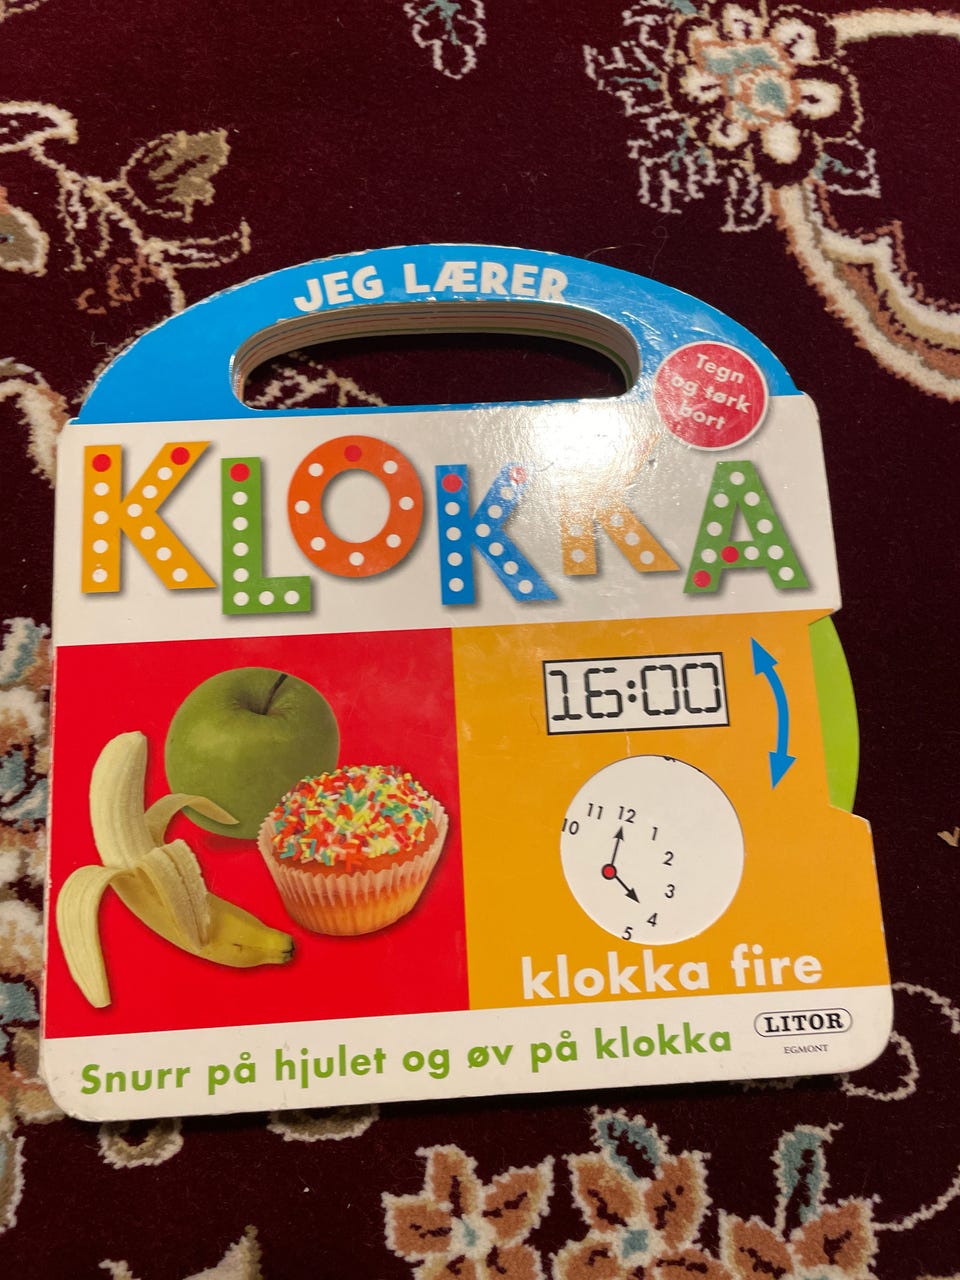 JEG LÆRER
Tegn
og tørk
bort
KLOKKA
16:00
11 12 1
10 2
3
4
5
klokka fire
Snurr på hjulet og øv på klokka
LITOR
EGMONT